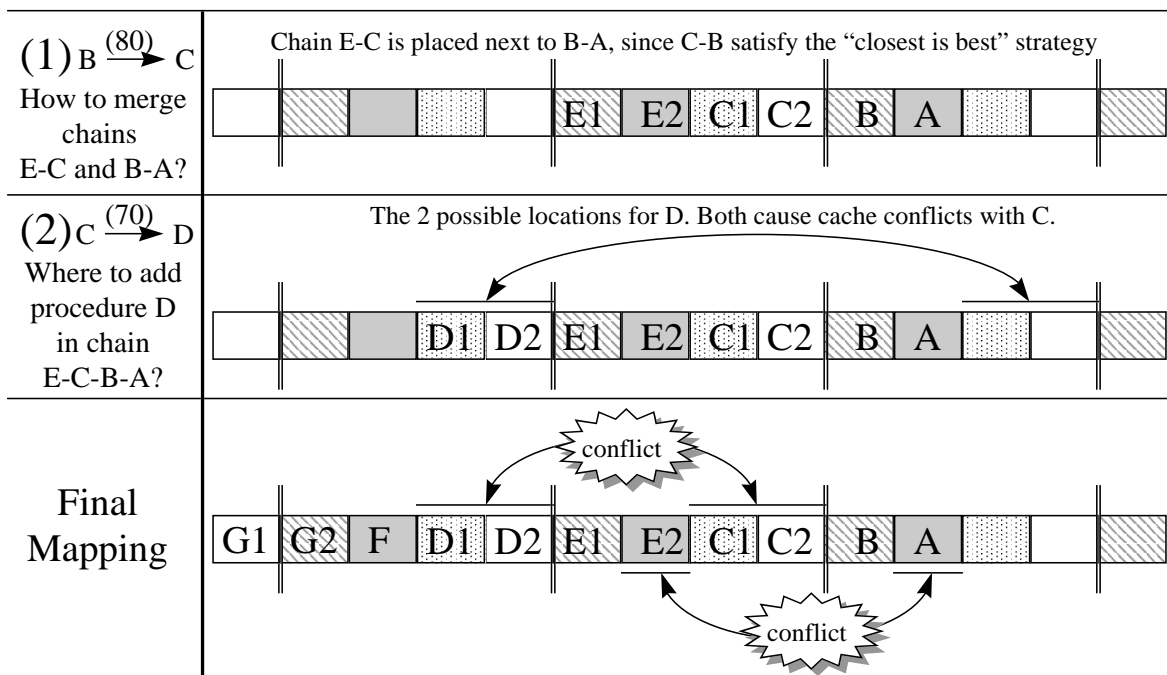 (1) B (80) C
How to merge
chains
E-C and B-A?
Chain E-C is placed next to B-A, since C-B satisfy the “closest is best” strategy
E1 E2 C1 C2 B A
(2) C (70) D
Where to add
procedure D
in chain
E-C-B-A?
The 2 possible locations for D. Both cause cache conflicts with C.
D1 D2 E1 E2 C1 C2 B A
Final
Mapping
conflict
G1 G2 F D1 D2 E1 E2 C1 C2 B A
conflict